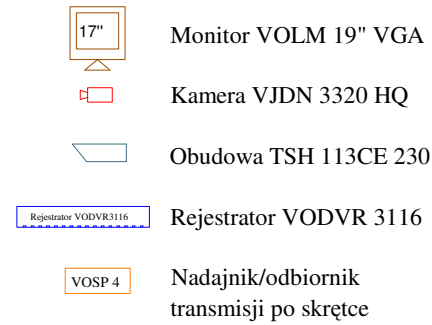 17" Monitor VOLM 19" VGA
Kamera VJDN 3320 HQ
Obudowa TSH 113CE 230
Rejestrator VODVR3116 Rejestrator VODVR 3116
VOSP 4 Nadajnik/odbiornik
transmisji po skrętce